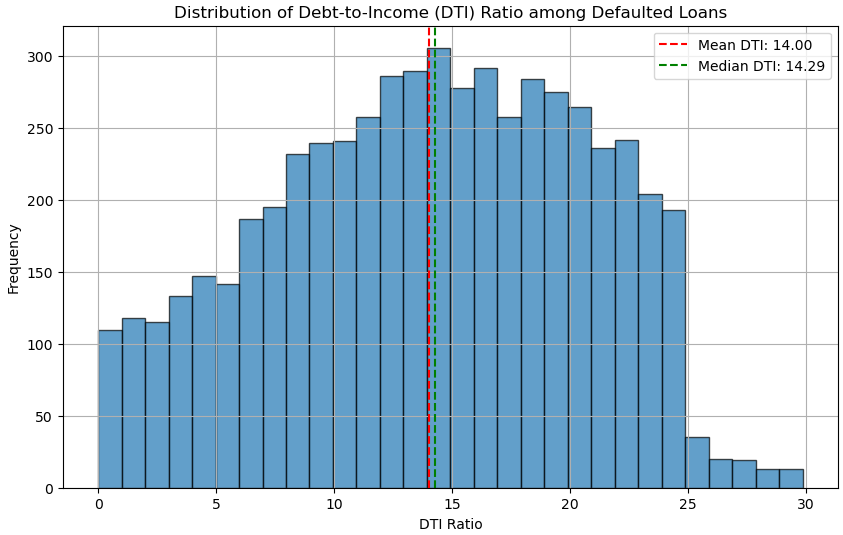 Distribution of Debt-to-Income (DTI) Ratio among Defaulted Loans
Mean DTI: 14.00
Median DTI: 14.29
Frequency
300
250
200
150
100
50
0
0 5 10 15 20 25 30
DTI Ratio